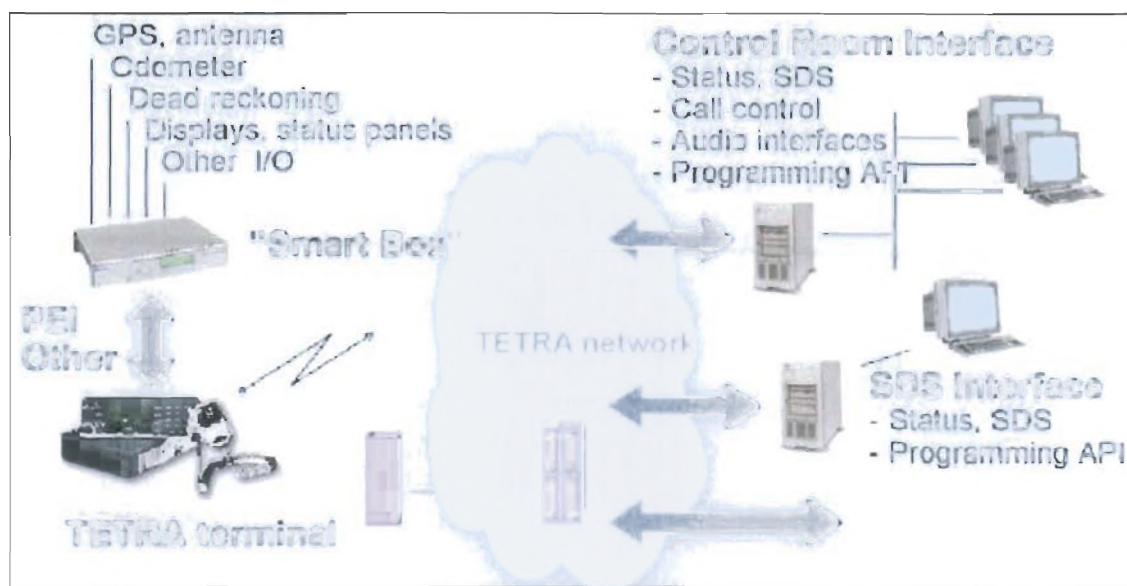 GPS, antenna
Odometer
Dead reckoning
Displays, status panels
Other I/O
"Smart Box"
PEI
Other
TETRA terminal
TETRA network
Control Room Interface
- Status, SDS
- Call control
- Audio interfaces
- Programming API
SDS Interface
- Status, SDS
- Programming API